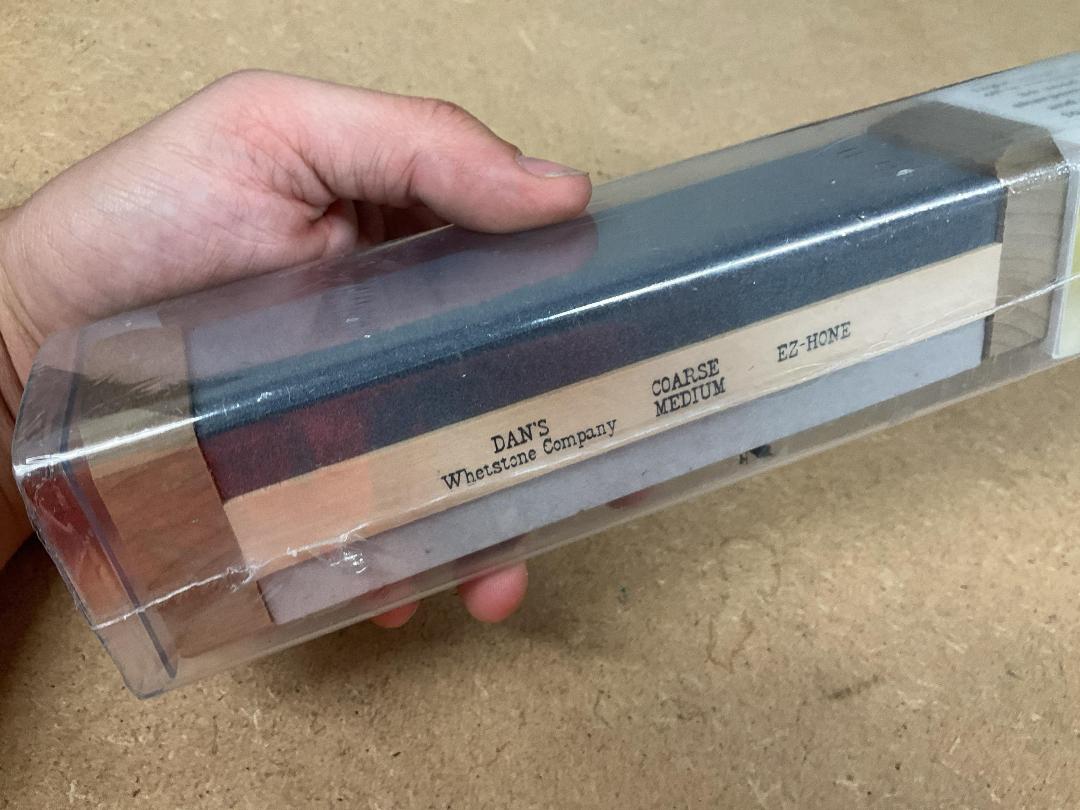 DAN'S
Whetstone Company
COARSE
MEDIUM
EZ-HONE